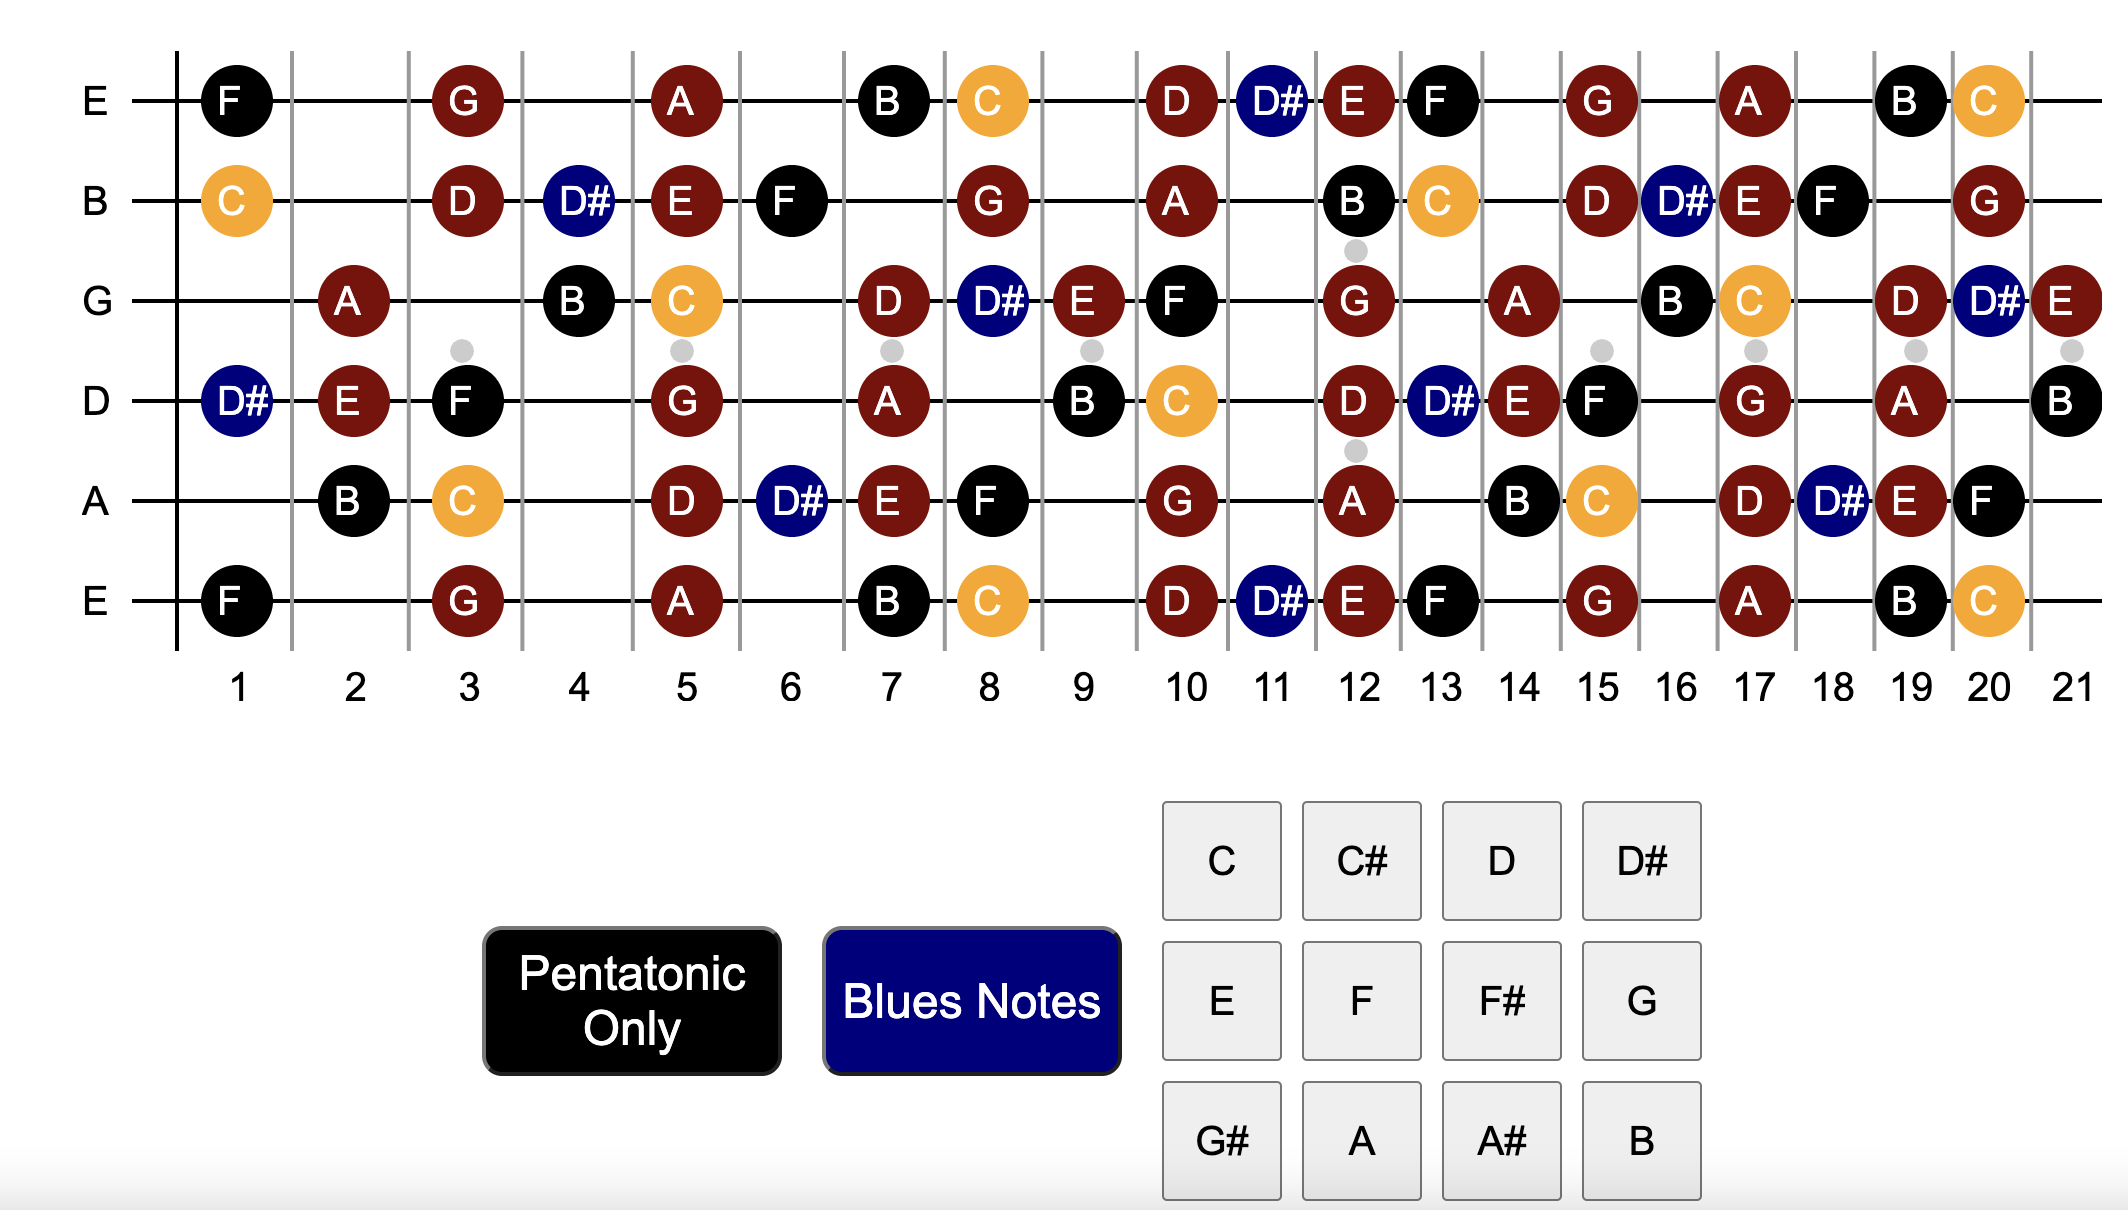 E F G A B C D D# E F G A B C
B C D D# E F G A B C D D# E F G
G A B C D D# E F G A B C D D# E
D D# E F G A B C D D# E F G A B
A B C D D# E F G A B C D D# E F
E F G A B C D D# E F G A B C
1 2 3 4 5 6 7 8 9 10 11 12 13 14 15 16 17 18 19 20 21
C C# D D#
Pentatonic
Only
Blues Notes
E F F# G
G# A A# B